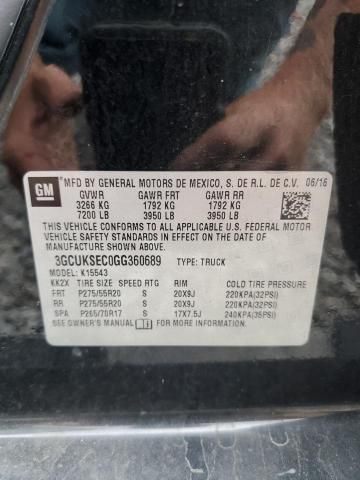 GM MFD BY GENERAL MOTORS DE MEXICO, S. DE R.L. DE C.V. 06/16
GVWR GAWR FRT GAWR RR
3266 KG 1792 KG 1792 KG
7200 LB 3950 LB 3950 LB
THIS VEHICLE CONFORMS TO ALL APPLICABLE U.S. FEDERAL MOTOR
VEHICLE SAFETY, BUMPER, AND THEFT PREVENTION STANDARDS IN
EFFECT ON THE DATE OF MANUFACTURE SHOWN ABOVE.
3GCUKSEC0GG360689 TYPE: TRUCK
MODEL: K15543
KK2X TIRE SIZE SPEED RTG RIM COLD TIRE PRESSURE
FRT P275/55R20 S 20X9J 220KPA(32PSI)
RR P275/55R20 S 20X9J 220KPA(32PSI)
SPA P265/70R17 S 17X7.5J 240KPA(35PSI)
SEE OWNER'S MANUAL FOR MORE INFORMATION.